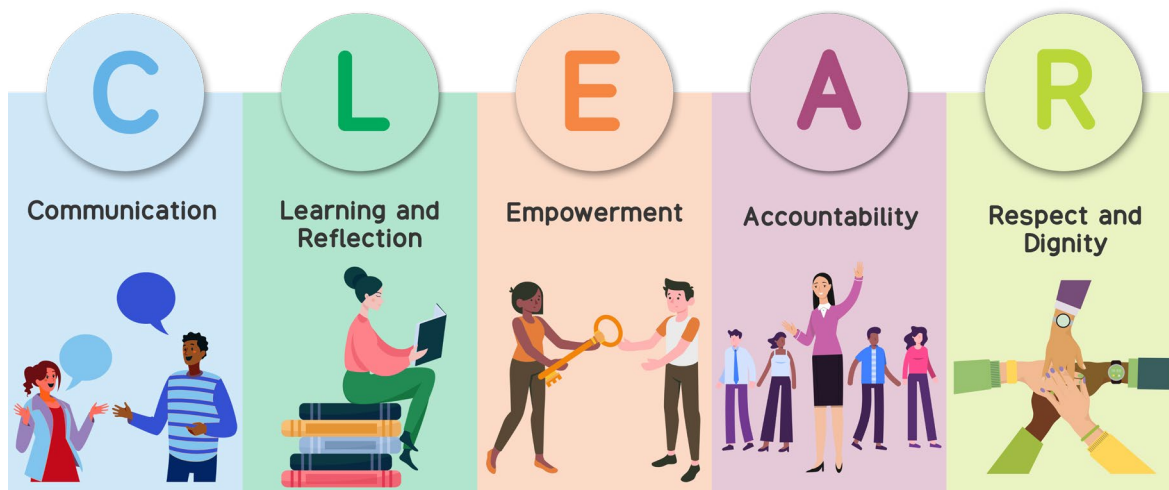 C
L
E
A
R
Communication
Learning and
Reflection
Empowerment
Accountability
Respect and
Dignity